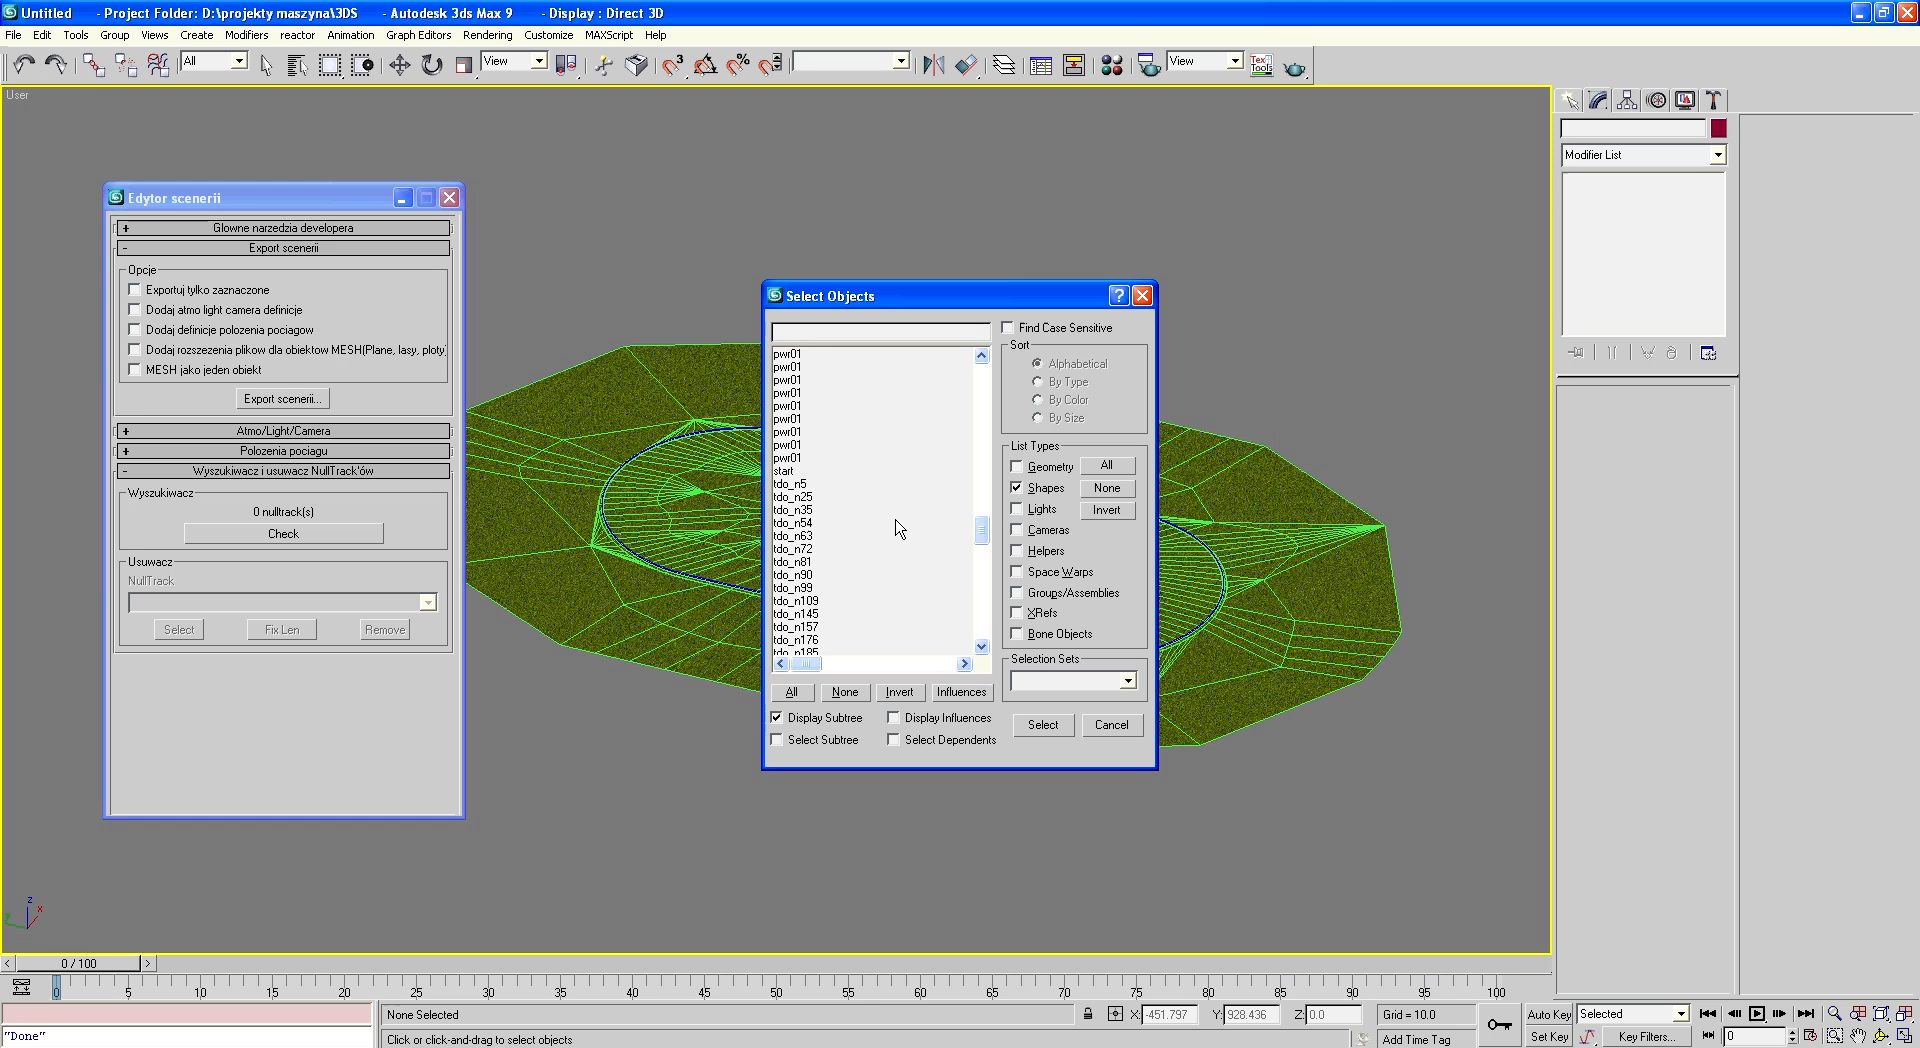 Untitled - Project Folder: D:\projekty maszyna\3DS - Autodesk 3ds Max 9 - Display : Direct 3D
File Edit Tools Group Views Create Modifiers reactor Animation Graph Editors Rendering Customize MAXScript Help
All View 3 View Tex Tools
User
Modifier List
Edytor scenerii
+ Glowne narzedzia developera
- Export scenerii
Opcje
Exportuj tylko zaznaczone
Dodaj atmo light camera definicje
Dodaj definicje polozenia pociagow
Dodaj rozszezenia plikow dla obiektow MESH(Plane, lasy, ploty)
MESH jako jeden obiekt
Export scenerii...
+ Atmo/Light/Camera
+ Polozenia pociagu
- Wyszukiwacz i usuwacz NullTrack'ów
Wyszukiwacz
0 nulltrack(s)
Check
Usuwacz
NullTrack
Select Fix Len Remove
Select Objects
pwr01
pwr01
pwr01
pwr01
pwr01
pwr01
pwr01
pwr01
pwr01
start
tdo_n5
tdo_n25
tdo_n35
tdo_n54
tdo_n63
tdo_n72
tdo_n81
tdo_n90
tdo_n99
tdo_n109
tdo_n145
tdo_n157
tdo_n176
tdo_n185
All None Invert Influences
Display Subtree Display Influences
Select Subtree Select Dependents
Find Case Sensitive
Sort
Alphabetical
By Type
By Color
By Size
List Types
Geometry All
Shapes None
Lights Invert
Cameras
Helpers
Space Warps
Groups/Assemblies
XRefs
Bone Objects
Selection Sets
Select Cancel
z
x
< 0 / 100 >
0 5 10 15 20 25 30 35 40 45 50 55 60 65 70 75 80 85 90 95 100
None Selected X: -451.797 Y: 928.436 Z: 0.0 Grid = 10.0 Auto Key Selected
"Done" Click or click-and-drag to select objects Add Time Tag Set Key Key Filters... 0